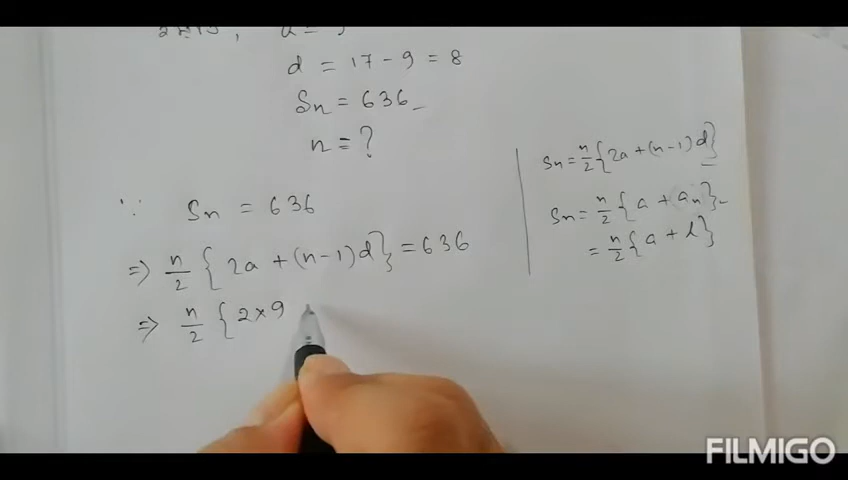 d = 17 - 9 = 8
Sn = 636
n = ?
∵ Sn = 636
=> n/2 {2a + (n-1)d} = 636
=> n/2 {2×9
Sn = n/2 {2a + (n-1)d}
Sn = n/2 {a + an}
= n/2 {a + l}
FILMIGO